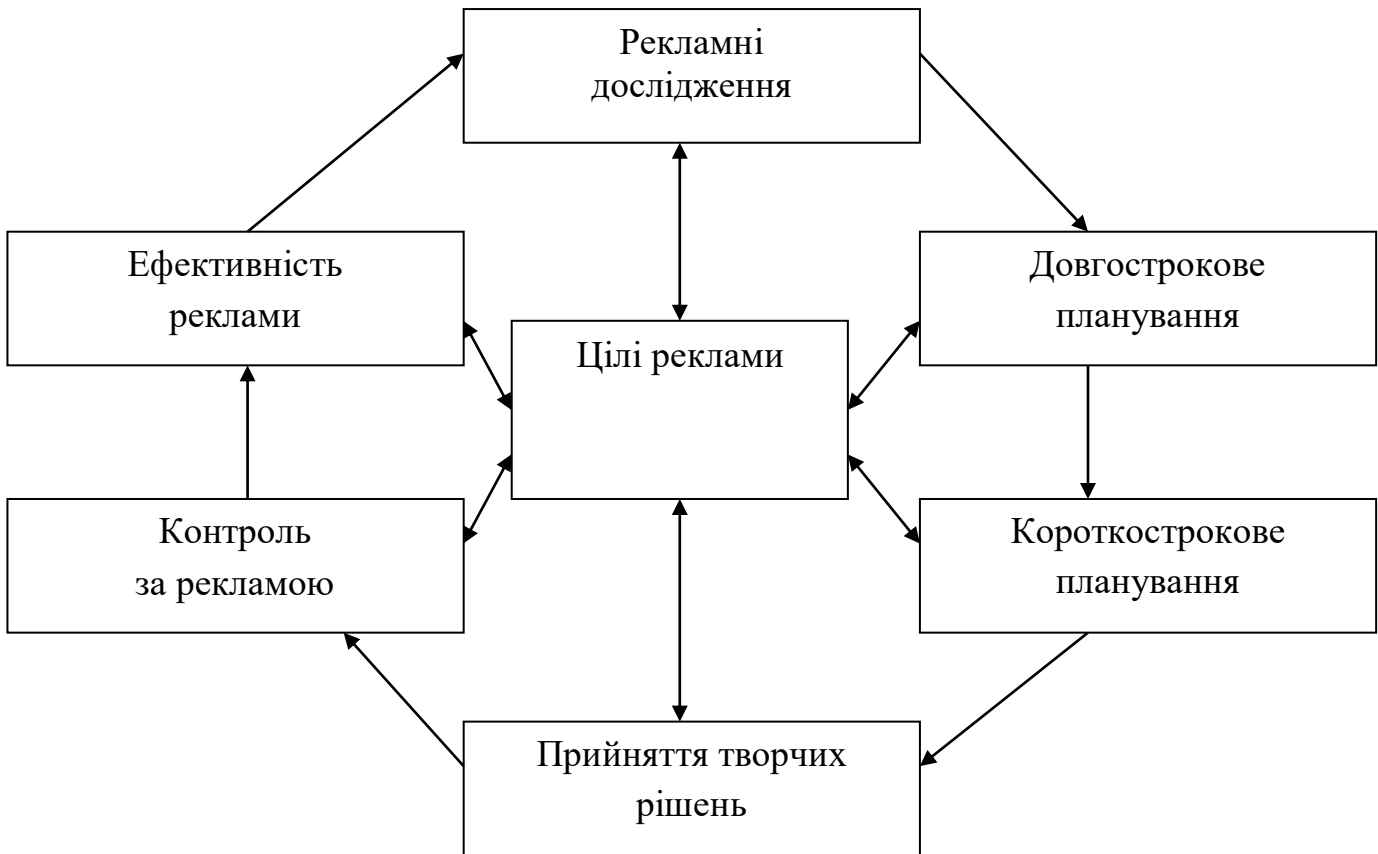 Рекламні
дослідження
Ефективність
реклами
Довгострокове
планування
Цілі реклами
Контроль
за рекламою
Короткострокове
планування
Прийняття творчих
рішень